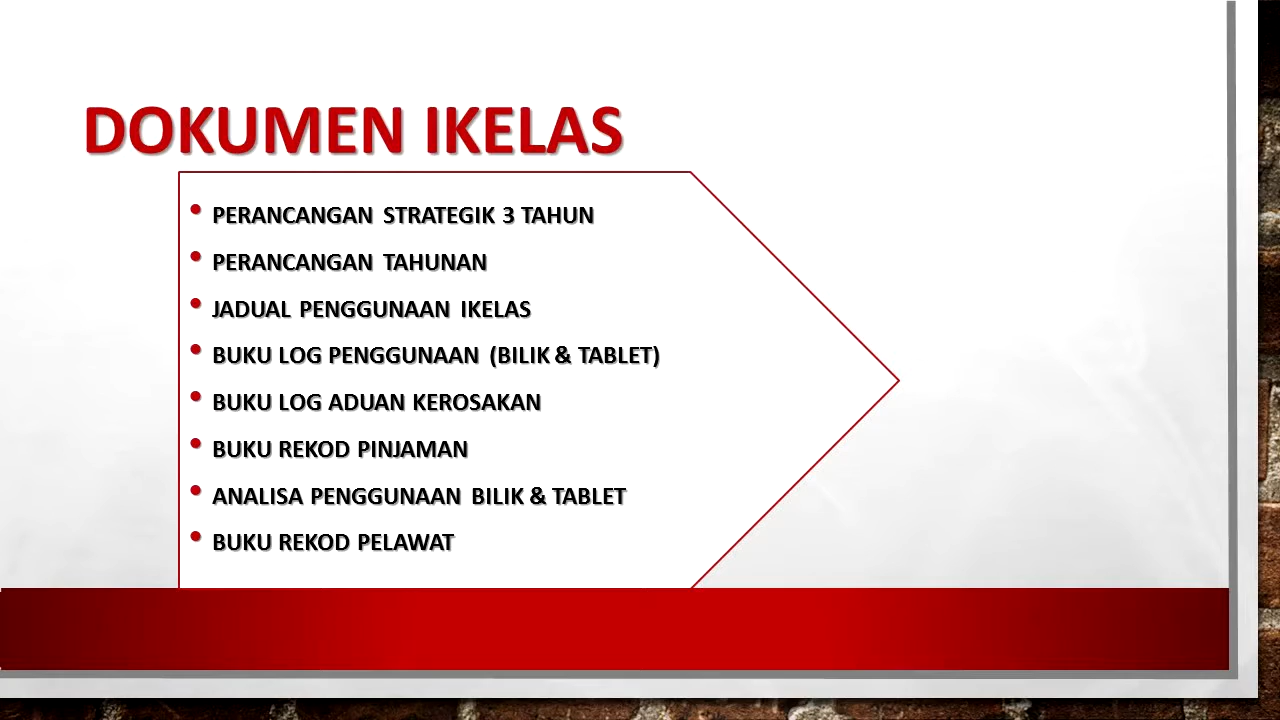 DOKUMEN IKELAS
• PERANCANGAN STRATEGIK 3 TAHUN
• PERANCANGAN TAHUNAN
• JADUAL PENGGUNAAN IKELAS
• BUKU LOG PENGGUNAAN (BILIK & TABLET)
• BUKU LOG ADUAN KEROSAKAN
• BUKU REKOD PINJAMAN
• ANALISA PENGGUNAAN BILIK & TABLET
• BUKU REKOD PELAWAT